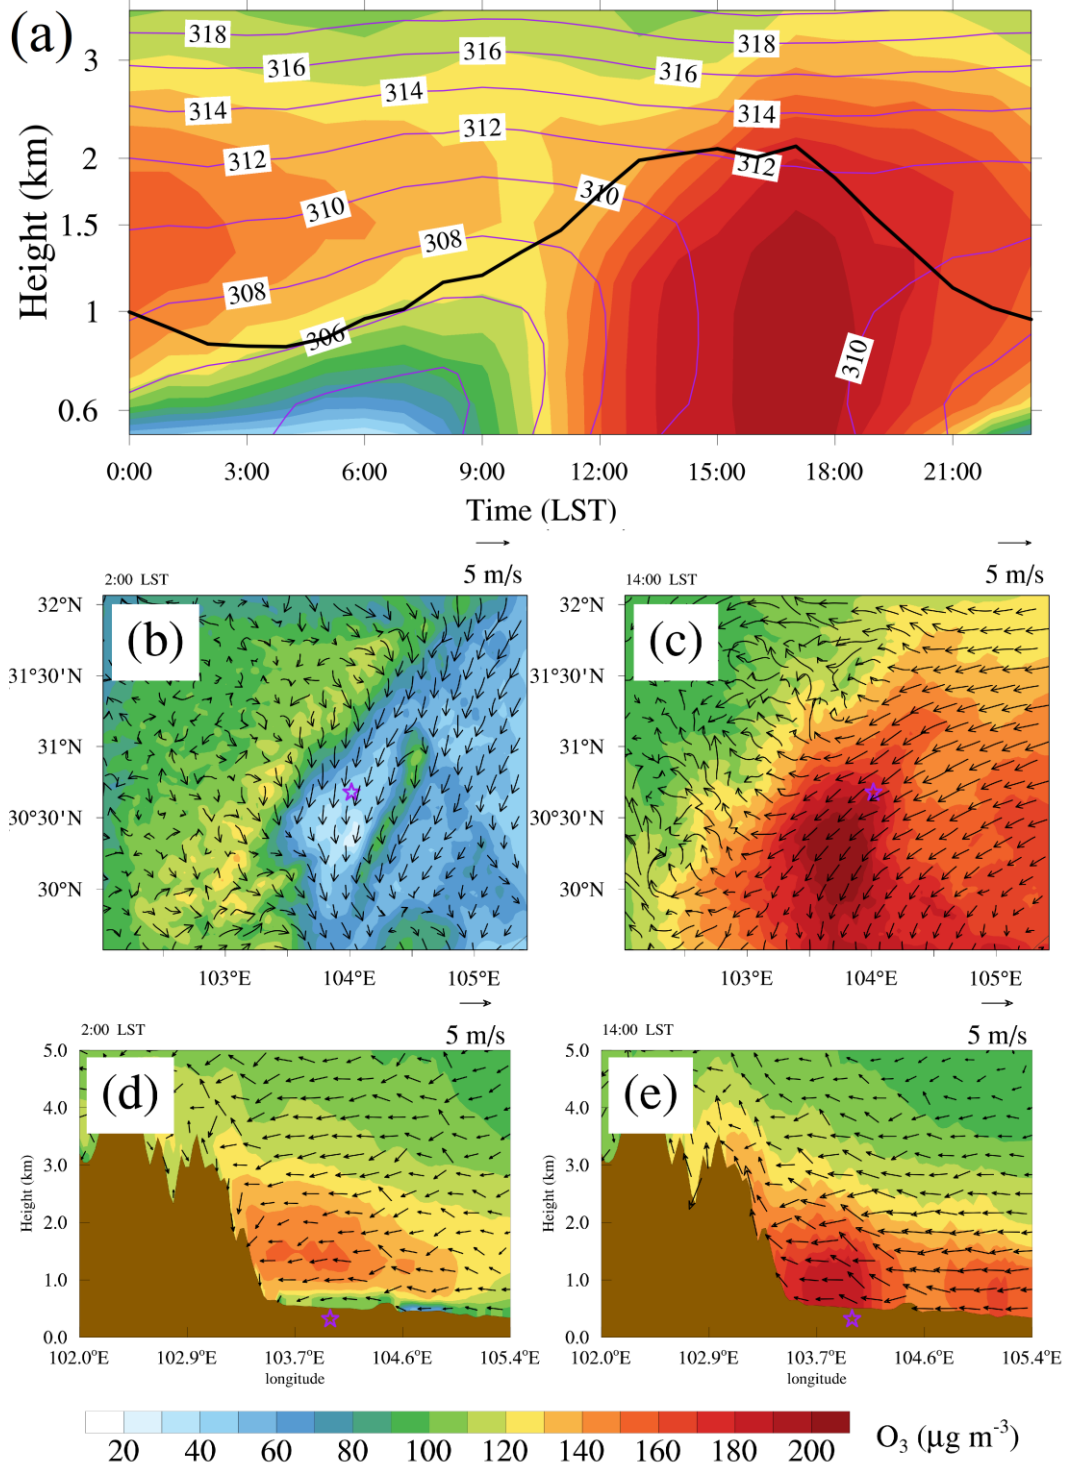 (a)
318
318
3
316
316
314
314
314
312
2
312
312
310
310
1.5
308
308
1
306
310
0.6
Height (km)
0:00 3:00 6:00 9:00 12:00 15:00 18:00 21:00
Time (LST)
2:00 LST
5 m/s
(b)
32°N
31°30'N
31°N
30°30'N
30°N
103°E 104°E 105°E
14:00 LST
5 m/s
(c)
32°N
31°30'N
31°N
30°30'N
30°N
103°E 104°E 105°E
2:00 LST
5 m/s
(d)
5.0
4.0
3.0
2.0
1.0
0.0
Height (km)
102.0°E 102.9°E 103.7°E 104.6°E 105.4°E
longitude
14:00 LST
5 m/s
(e)
5.0
4.0
3.0
2.0
1.0
0.0
Height (km)
102.0°E 102.9°E 103.7°E 104.6°E 105.4°E
longitude
20 40 60 80 100 120 140 160 180 200
O₃ (μg m⁻³)